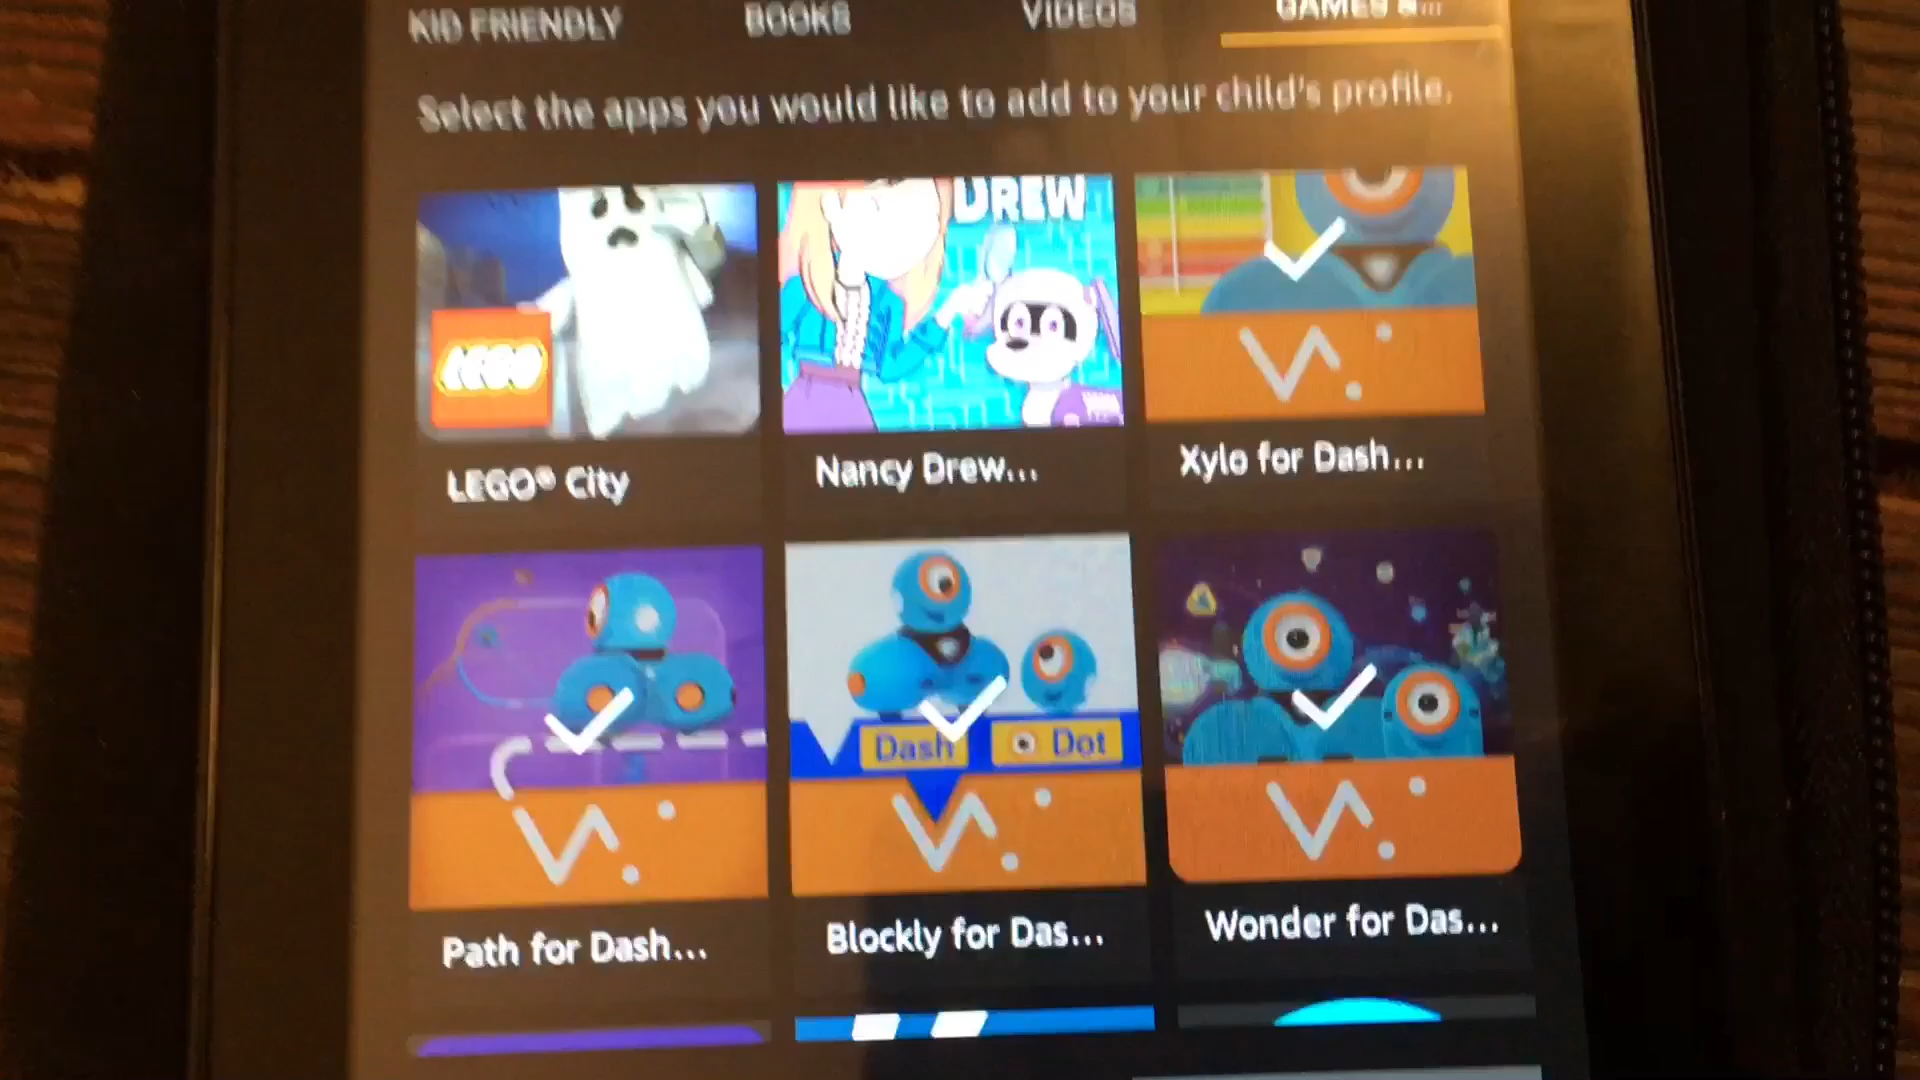 KID FRIENDLY BOOKS VIDEOS GAMES &...
Select the apps you would like to add to your child's profile.
DREW
LEGO
LEGO® City Nancy Drew... Xylo for Dash...
Dash Dot
Path for Dash... Blockly for Das... Wonder for Das...